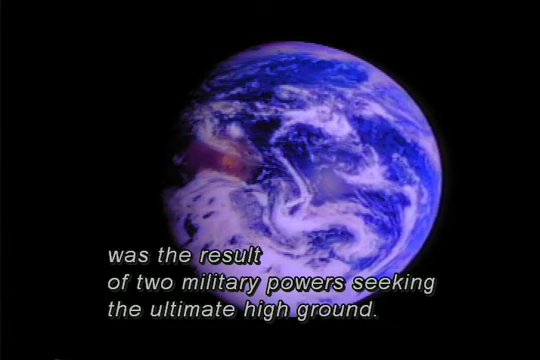 was the result
of two military powers seeking
the ultimate high ground.